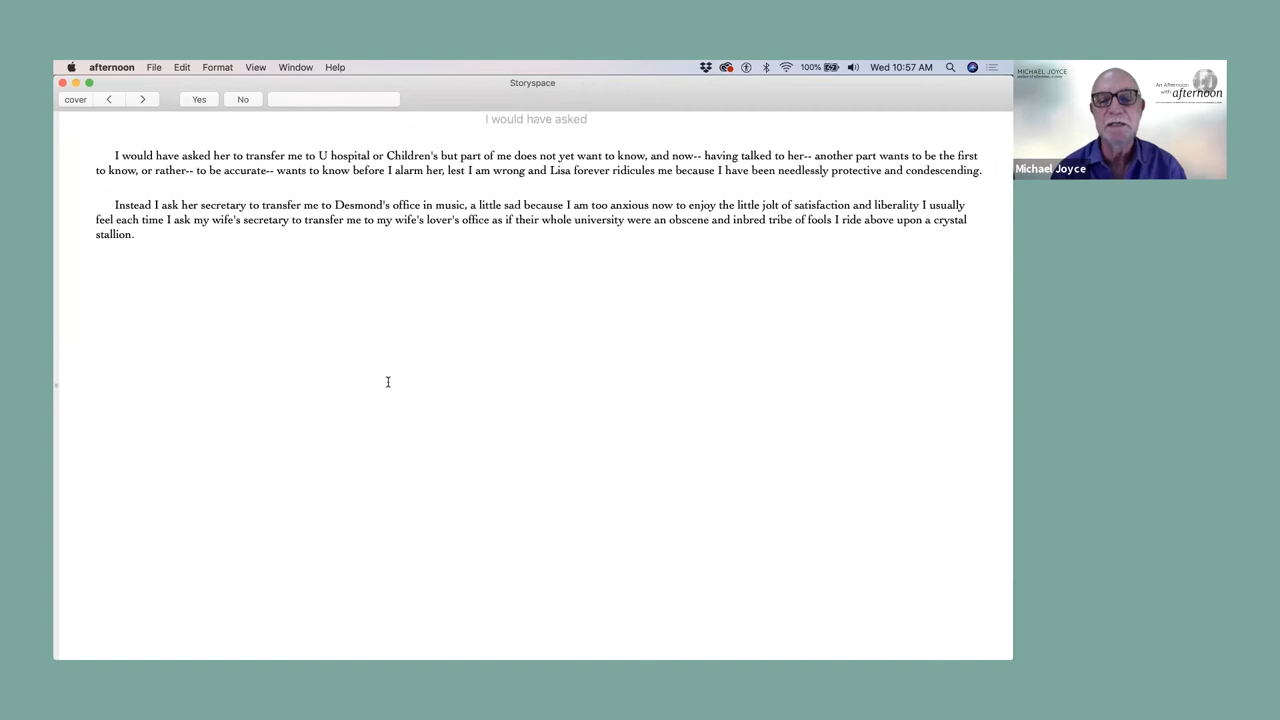 afternoon File Edit Format View Window Help 100% Wed 10:57 AM
Storyspace
cover Yes No
I would have asked
I would have asked her to transfer me to U hospital or Children's but part of me does not yet want to know, and now-- having talked to her-- another part wants to be the first
to know, or rather-- to be accurate-- wants to know before I alarm her, lest I am wrong and Lisa forever ridicules me because I have been needlessly protective and condescending.
Instead I ask her secretary to transfer me to Desmond's office in music, a little sad because I am too anxious now to enjoy the little jolt of satisfaction and liberality I usually
feel each time I ask my wife's secretary to transfer me to my wife's lover's office as if their whole university were an obscene and inbred tribe of fools I ride above upon a crystal
stallion.
MICHAEL JOYCE
An Afternoon
with afternoon
Michael Joyce